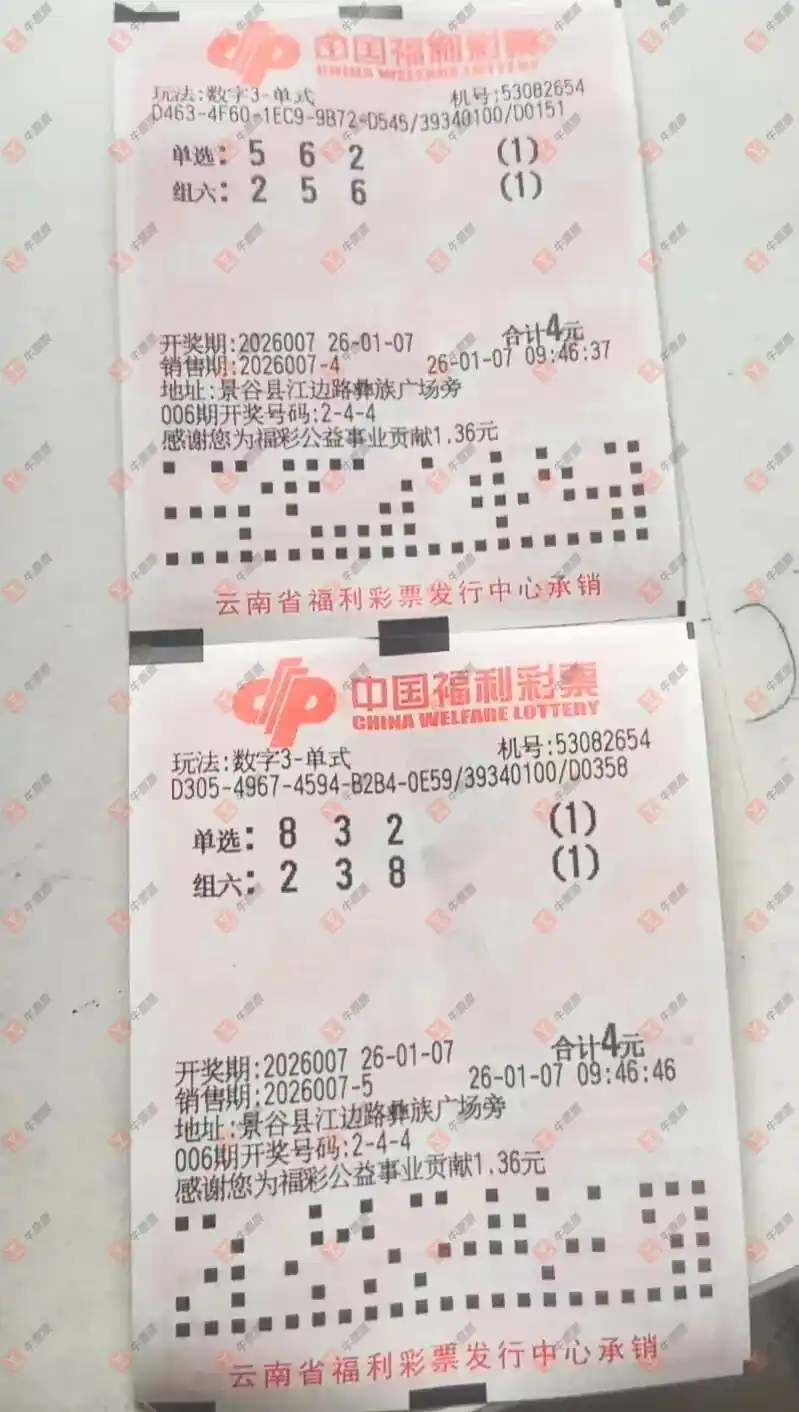 中国福利彩票
CHINA WELFARE LOTTERY
玩法:数字3-单式 机号:53082654
D463-4F60-1EC9-9B72-D545/39340100/D0151
单选: 5 6 2 (1)
组六: 2 5 6 (1)
合计4元
开奖期:2026007 26-01-07
销售期:2026007-4 26-01-07 09:46:37
地址:景谷县江边路彝族广场旁
006期开奖号码:2-4-4
感谢您为福彩公益事业贡献1.36元
云南省福利彩票发行中心承销
中国福利彩票
CHINA WELFARE LOTTERY
玩法:数字3-单式 机号:53082654
D305-4967-4594-B2B4-0E59/39340100/D0358
单选: 8 3 2 (1)
组六: 2 3 8 (1)
合计4元
开奖期:2026007 26-01-07
销售期:2026007-5 26-01-07 09:46:46
地址:景谷县江边路彝族广场旁
006期开奖号码:2-4-4
感谢您为福彩公益事业贡献1.36元
云南省福利彩票发行中心承销